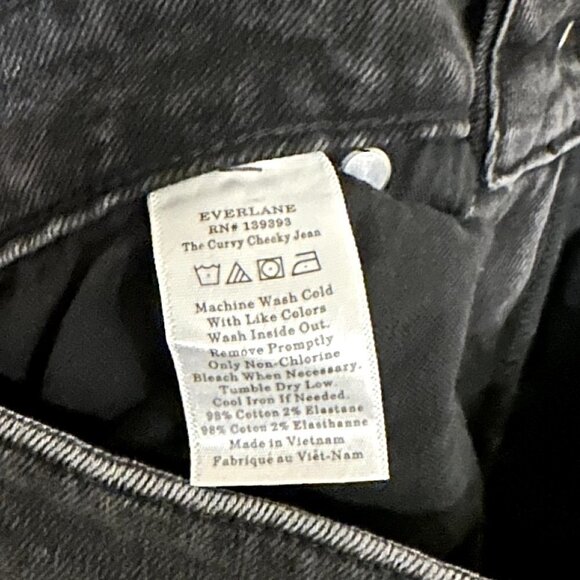 EVERLANE
RN# 139393
The Curvy Cheeky Jean
Machine Wash Cold
With Like Colors
Wash Inside Out.
Remove Promptly
Only Non-Chlorine
Bleach When Necessary.
Tumble Dry Low.
Cool Iron If Needed.
98% Cotton 2% Elastane
98% Coton 2% Elasthanne
Made in Vietnam
Fabriqué au Viêt-Nam